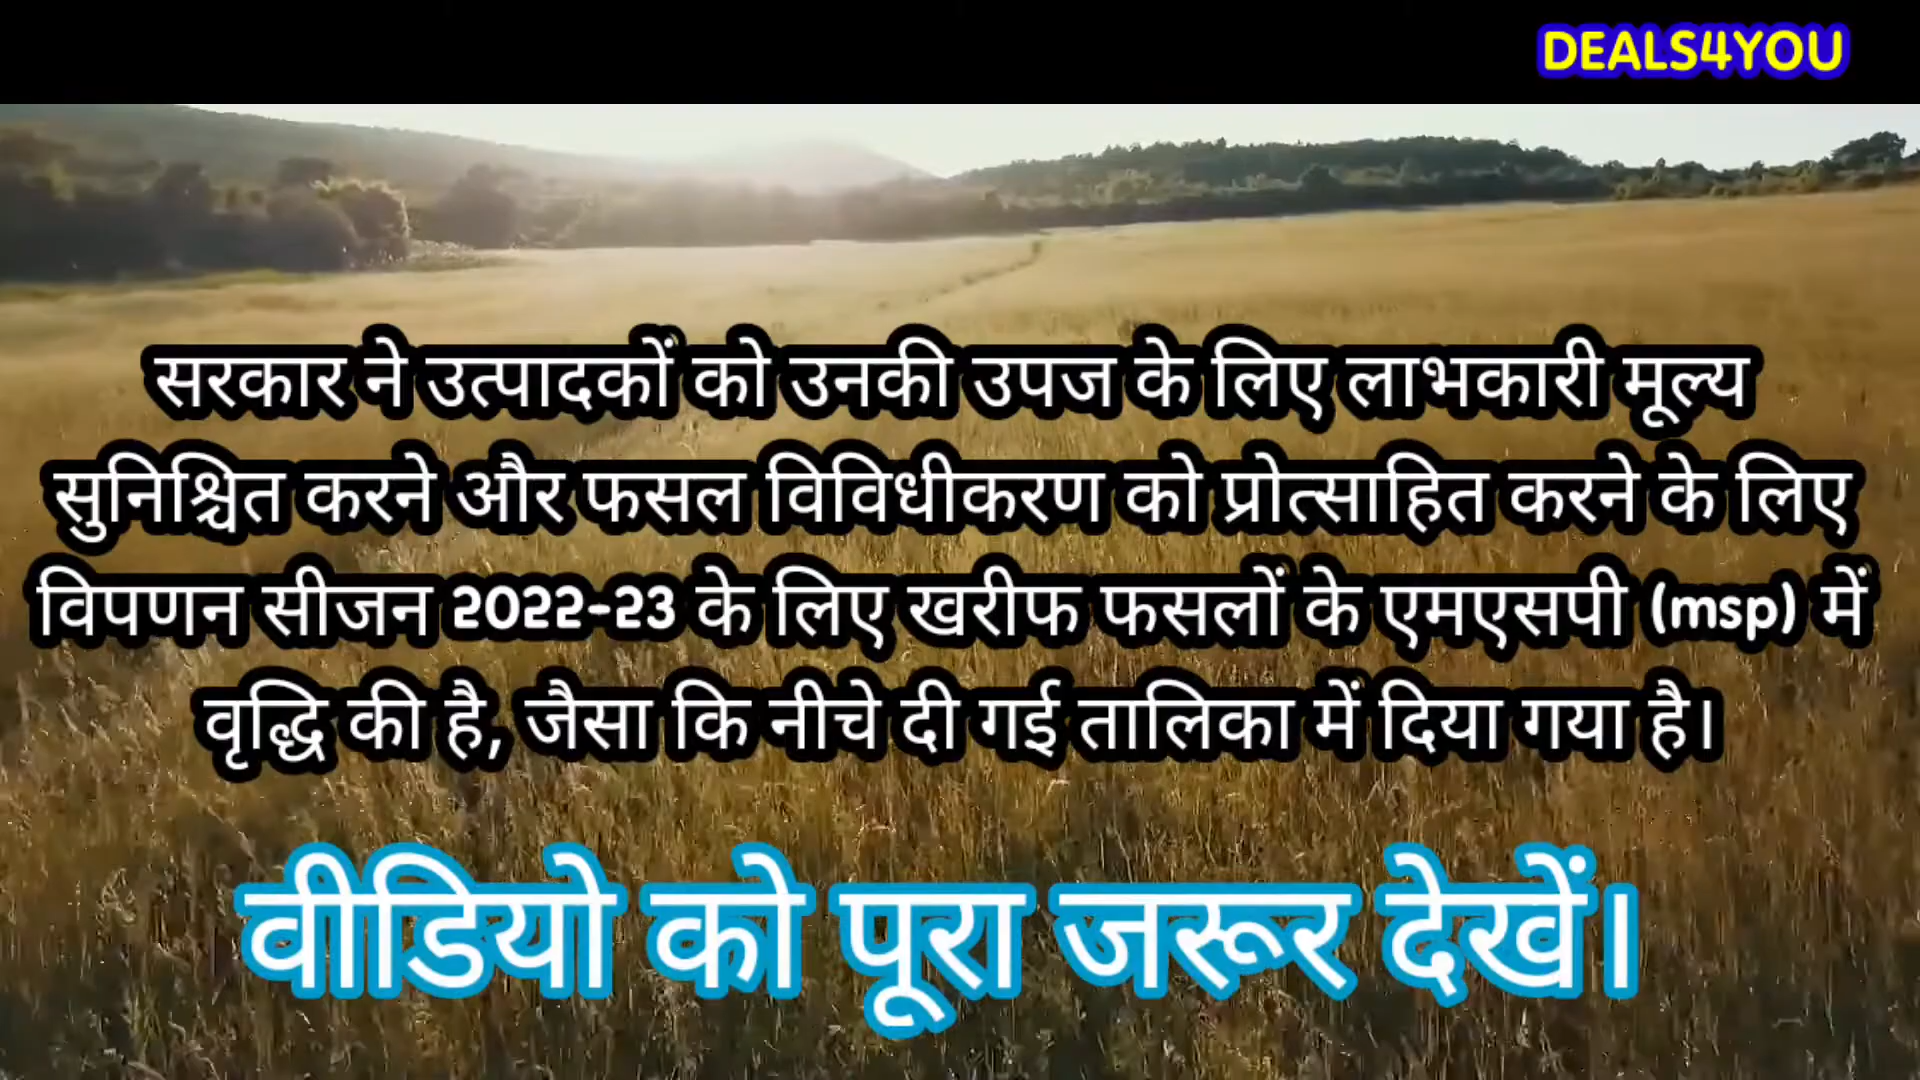 DEALS4YOU
सरकार ने उत्पादकों को उनकी उपज के लिए लाभकारी मूल्य
सुनिश्चित करने और फसल विविधीकरण को प्रोत्साहित करने के लिए
विपणन सीजन 2022-23 के लिए खरीफ फसलों के एमएसपी (msp) में
वृद्धि की है, जैसा कि नीचे दी गई तालिका में दिया गया है।
वीडियो को पूरा जरूर देखें।